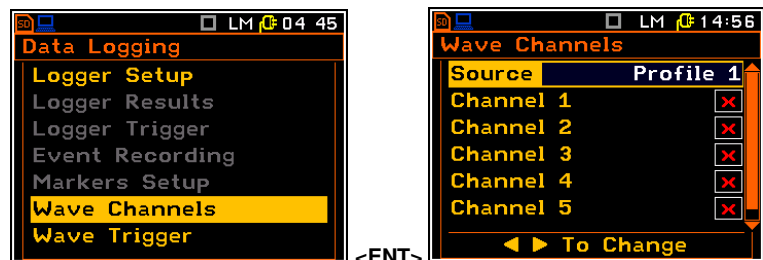 SD LM 04 45
Data Logging
Logger Setup
Logger Results
Logger Trigger
Event Recording
Markers Setup
Wave Channels
Wave Trigger
<ENT>
SD LM 14:56
Wave Channels
Source Profile 1
Channel 1
Channel 2
Channel 3
Channel 4
Channel 5
To Change